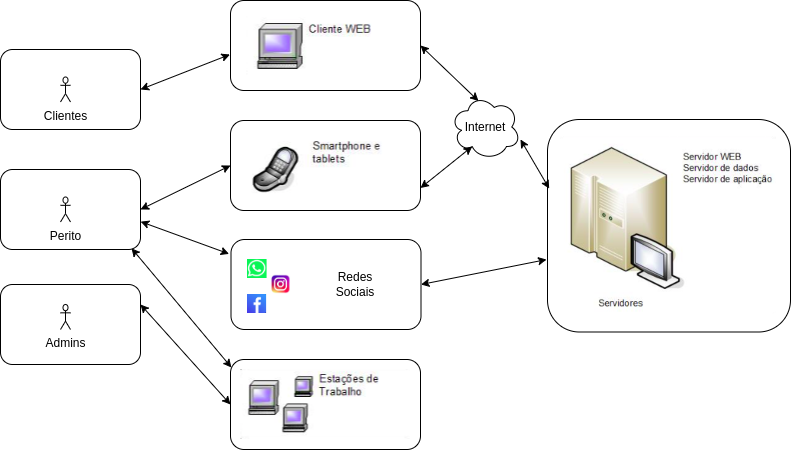 Cliente WEB
Clientes
Internet
Smartphone e
tablets
Servidor WEB
Servidor de dados
Servidor de aplicação
Perito
Redes
Sociais
Servidores
Admins
Estações de
Trabalho